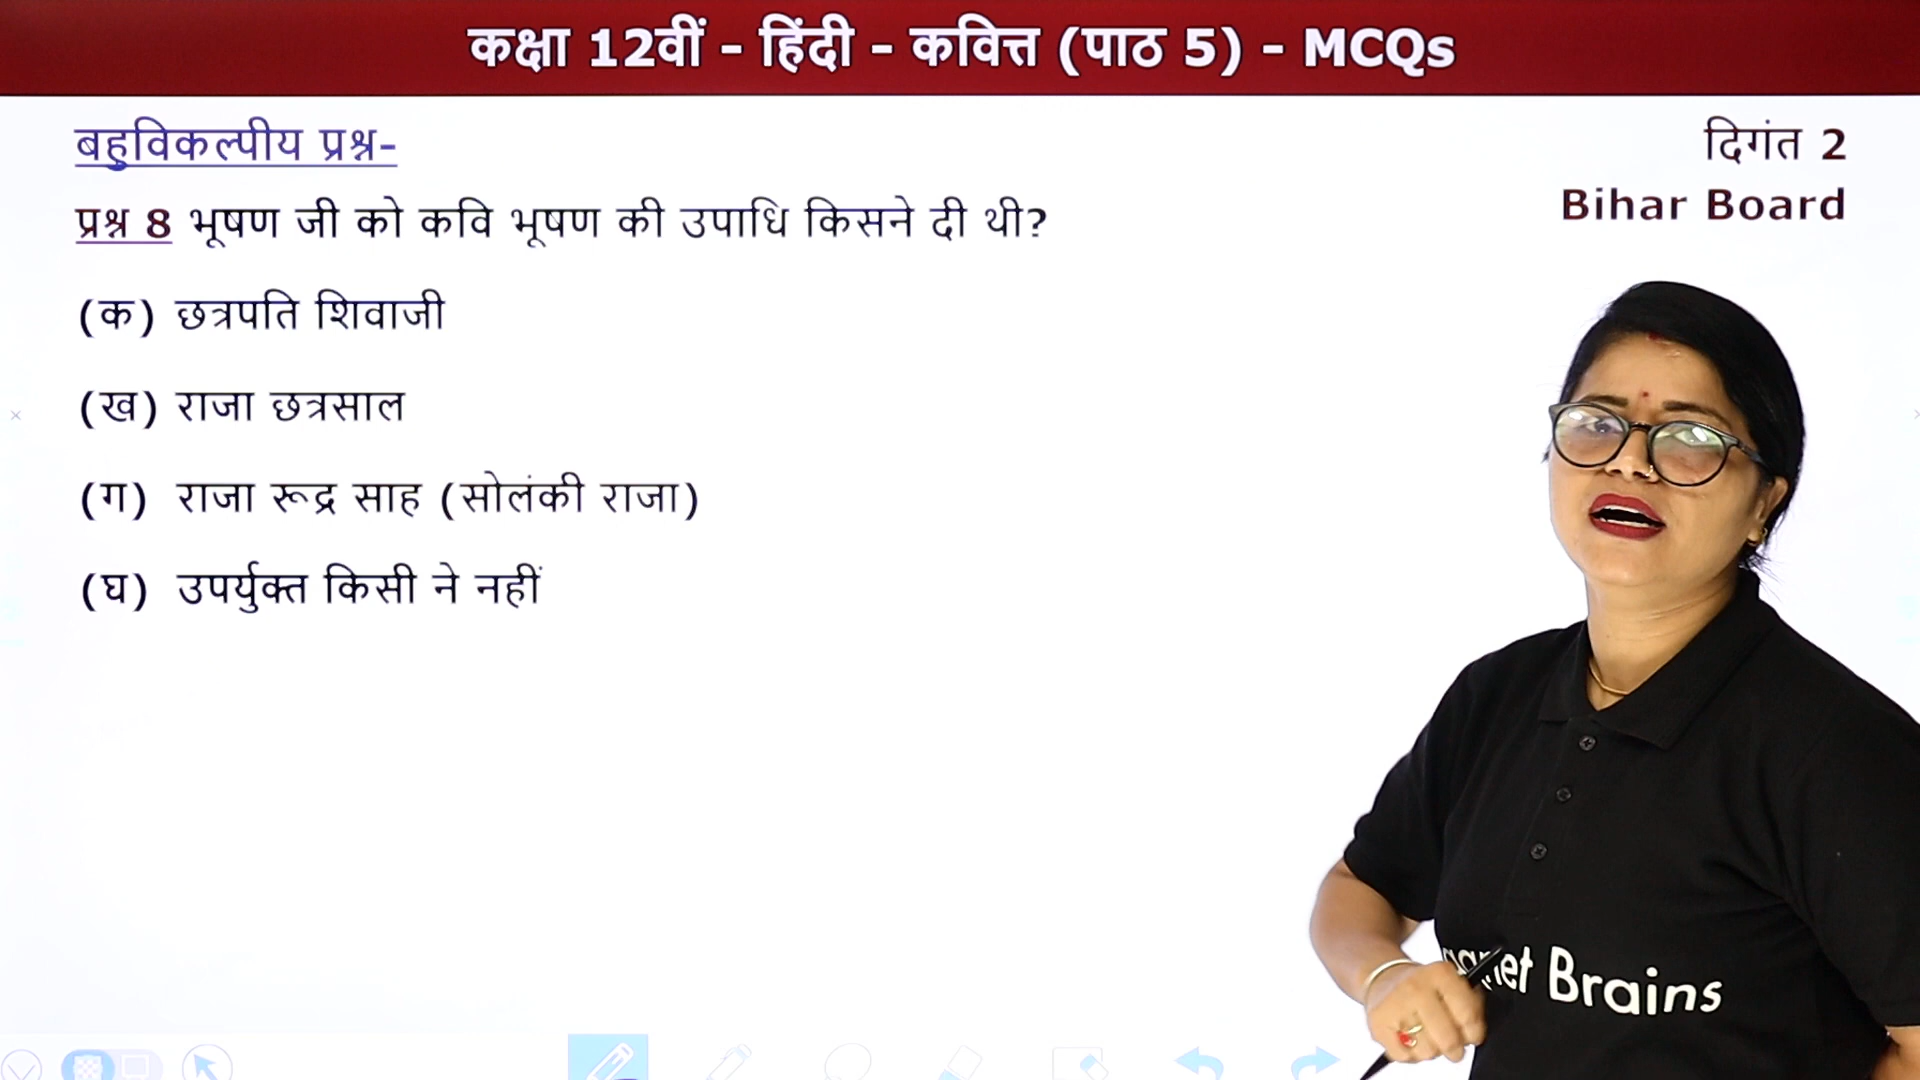 कक्षा 12वीं - हिंदी - कवित्त (पाठ 5) - MCQs
बहुविकल्पीय प्रश्न-
दिगंत 2
Bihar Board
प्रश्न 8 भूषण जी को कवि भूषण की उपाधि किसने दी थी?
(क) छत्रपति शिवाजी
(ख) राजा छत्रसाल
(ग) राजा रूद्र साह (सोलंकी राजा)
(घ) उपर्युक्त किसी ने नहीं
Brains